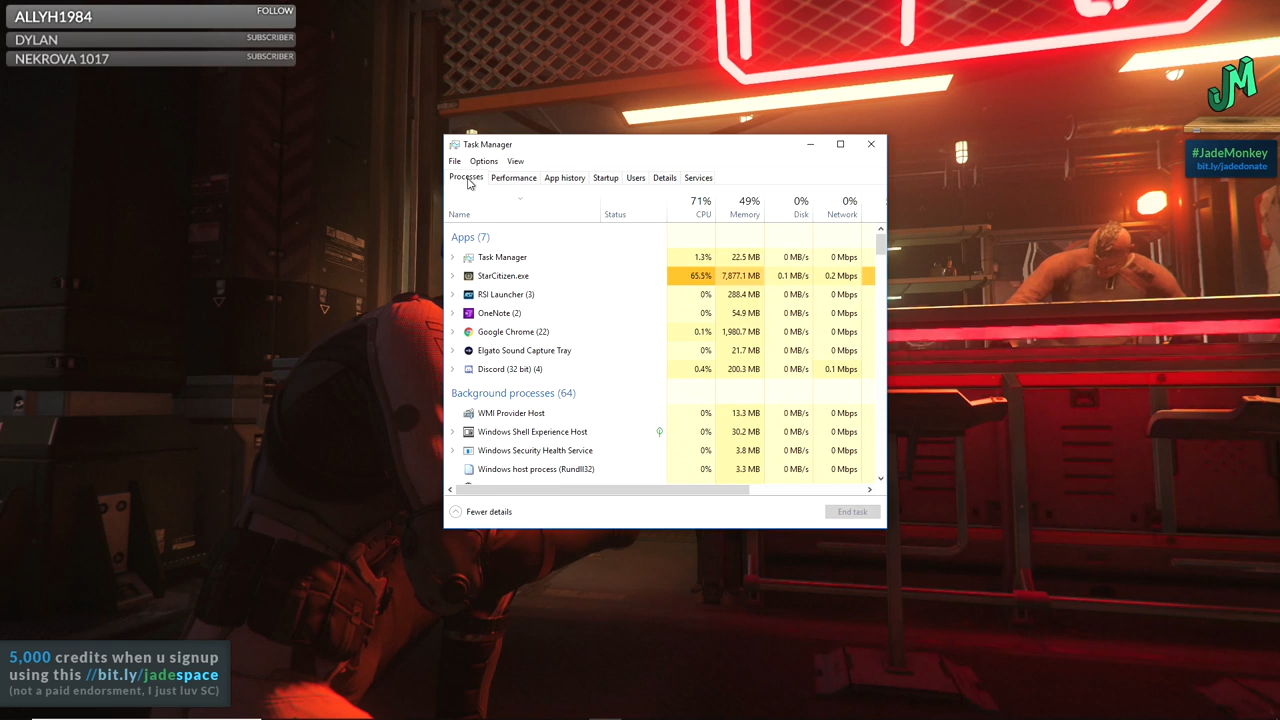 ALLYH1984 FOLLOW
DYLAN SUBSCRIBER
NEKROVA 1017 SUBSCRIBER
JM
#JadeMonkey
bit.ly/jadedonate
Task Manager
File Options View
Processes Performance App history Startup Users Details Services
71% 49% 0% 0%
Name Status CPU Memory Disk Network
Apps (7)
Task Manager 1.3% 22.5 MB 0 MB/s 0 Mbps
StarCitizen.exe 65.5% 7,877.1 MB 0.1 MB/s 0.2 Mbps
RSI Launcher (3) 0% 288.4 MB 0 MB/s 0 Mbps
OneNote (2) 0% 54.9 MB 0 MB/s 0 Mbps
Google Chrome (22) 0.1% 1,980.7 MB 0 MB/s 0 Mbps
Elgato Sound Capture Tray 0% 21.7 MB 0 MB/s 0 Mbps
Discord (32 bit) (4) 0.4% 200.3 MB 0 MB/s 0.1 Mbps
Background processes (64)
WMI Provider Host 0% 13.3 MB 0 MB/s 0 Mbps
Windows Shell Experience Host 0% 30.2 MB 0 MB/s 0 Mbps
Windows Security Health Service 0% 3.8 MB 0 MB/s 0 Mbps
Windows host process (Rundll32) 0% 3.3 MB 0 MB/s 0 Mbps
Fewer details End task
5,000 credits when u signup
using this //bit.ly/jadespace
(not a paid endorsment, I just luv SC)